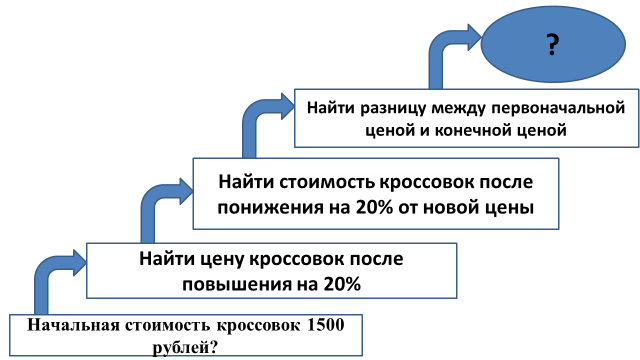 ?
Найти разницу между первоначальной
ценой и конечной ценой
Найти стоимость кроссовок после
понижения на 20% от новой цены
Найти цену кроссовок после
повышения на 20%
Начальная стоимость кроссовок 1500
рублей?